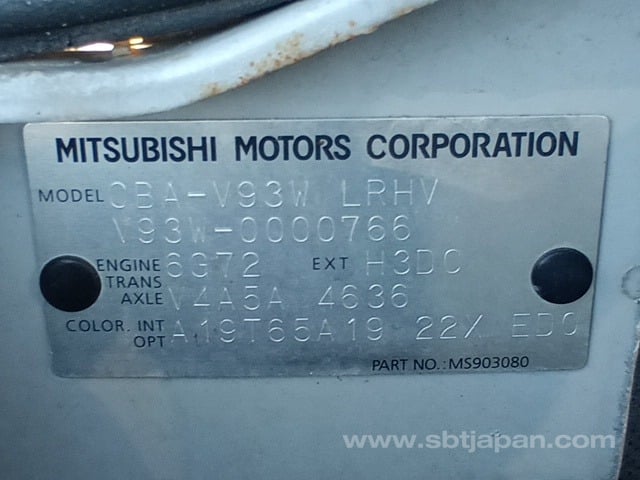 MITSUBISHI MOTORS CORPORATION
MODEL CBA-V93W LRHV
V93W-0000766
ENGINE 6G72 EXT H3DC
TRANS AXLE V4A5A 4636
COLOR. INT OPT A19T65A19 22X ED0
PART NO.: MS903080
www.sbtjapan.com